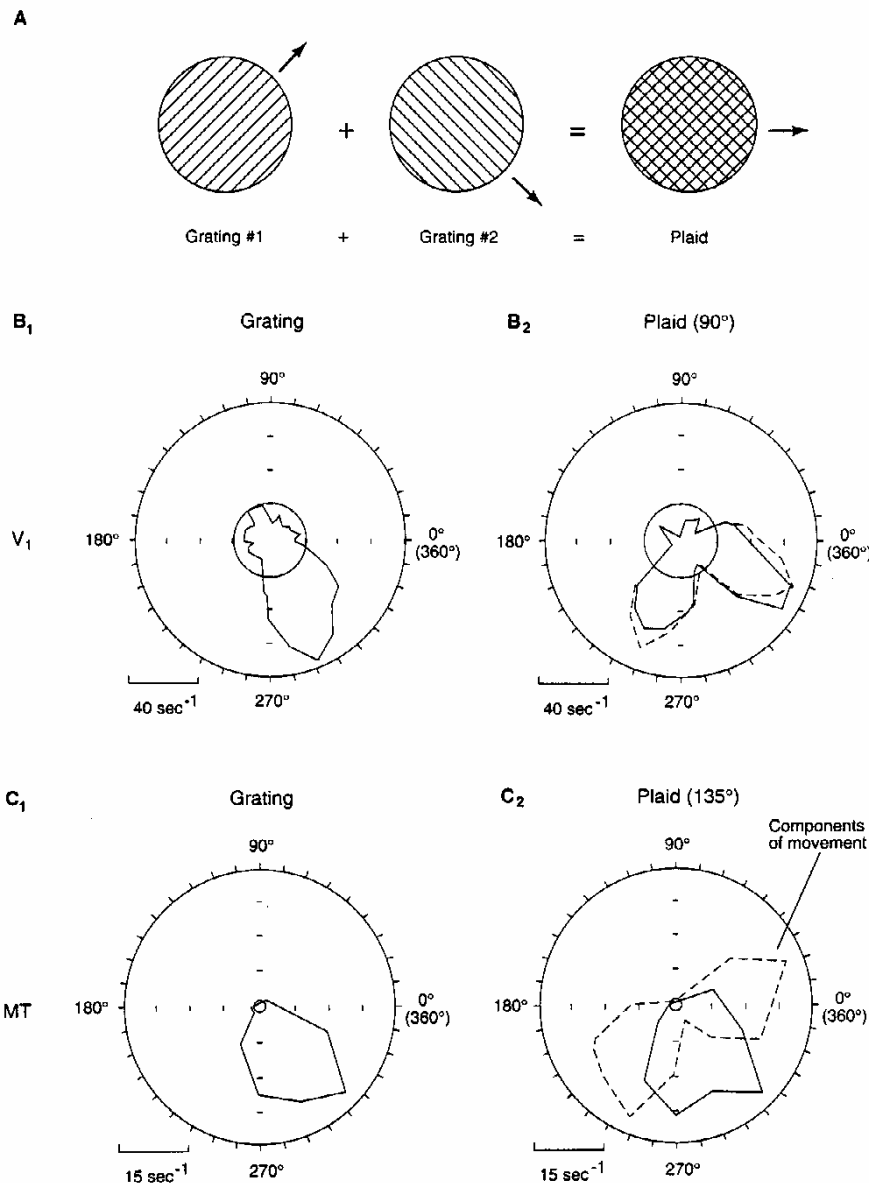 A
+ =
Grating #1 + Grating #2 = Plaid
B1 Grating
B2 Plaid (90°)
90°
90°
V1
180°
0°
(360°)
180°
0°
(360°)
270°
270°
40 sec-1
40 sec-1
C1 Grating
C2 Plaid (135°)
Components
of movement
90°
90°
MT
180°
0°
(360°)
180°
0°
(360°)
270°
270°
15 sec-1
15 sec-1